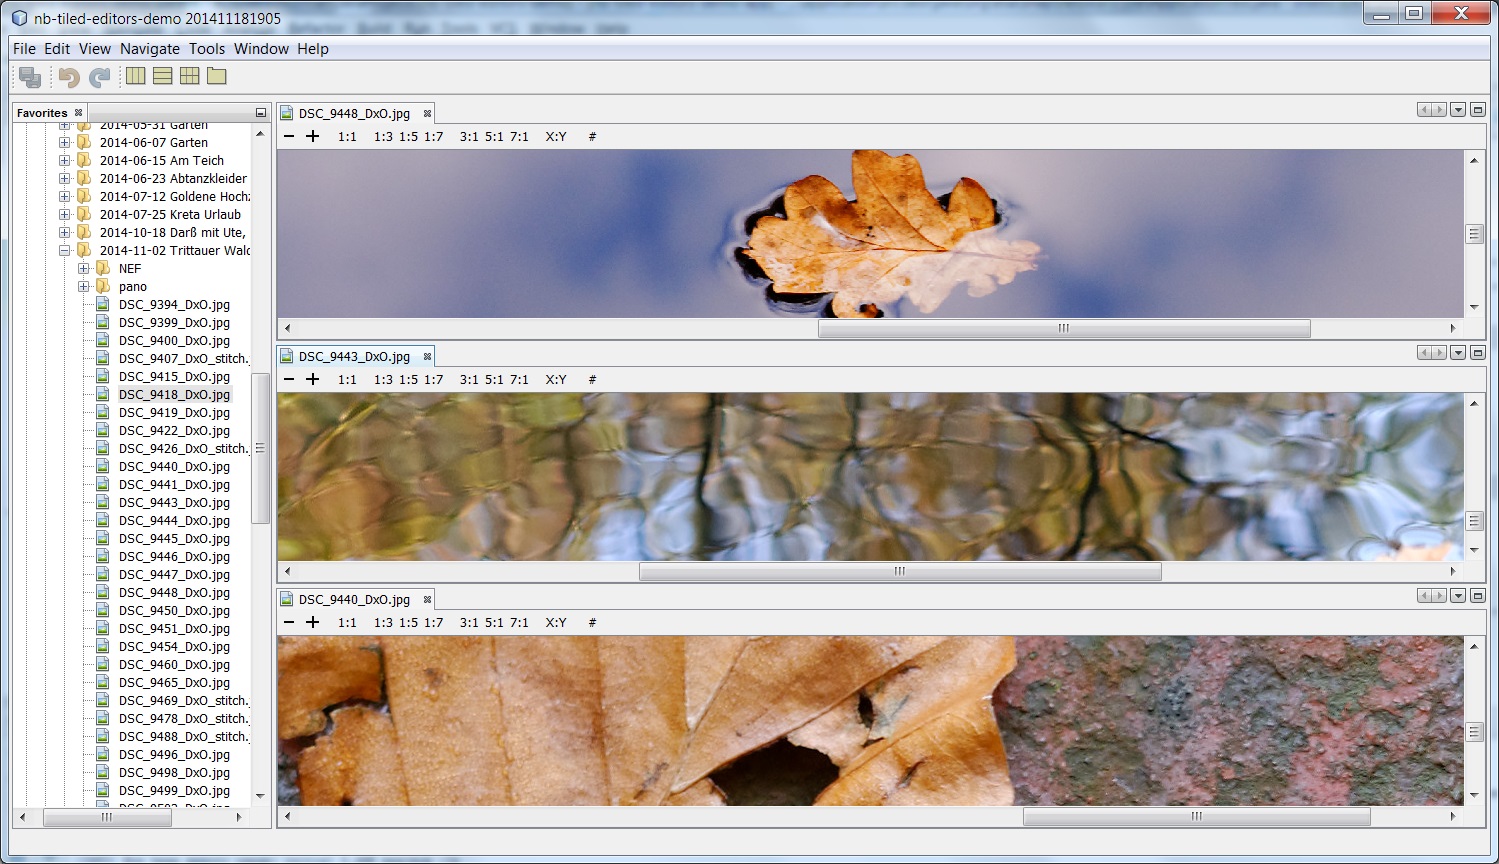 nb-tiled-editors-demo 201411181905
File Edit View Navigate Tools Window Help
Favorites
2014-05-31 Garten
2014-06-07 Garten
2014-06-15 Am Teich
2014-06-23 Abtanzkleider
2014-07-12 Goldene Hochz
2014-07-25 Kreta Urlaub
2014-10-18 Darß mit Ute,
2014-11-02 Trittauer Wald
NEF
pano
DSC_9394_DxO.jpg
DSC_9399_DxO.jpg
DSC_9400_DxO.jpg
DSC_9407_DxO_stitch.
DSC_9415_DxO.jpg
DSC_9418_DxO.jpg
DSC_9419_DxO.jpg
DSC_9422_DxO.jpg
DSC_9426_DxO_stitch.
DSC_9440_DxO.jpg
DSC_9441_DxO.jpg
DSC_9443_DxO.jpg
DSC_9444_DxO.jpg
DSC_9445_DxO.jpg
DSC_9446_DxO.jpg
DSC_9447_DxO.jpg
DSC_9448_DxO.jpg
DSC_9450_DxO.jpg
DSC_9451_DxO.jpg
DSC_9454_DxO.jpg
DSC_9460_DxO.jpg
DSC_9465_DxO.jpg
DSC_9469_DxO_stitch.
DSC_9478_DxO_stitch.
DSC_9488_DxO_stitch.
DSC_9496_DxO.jpg
DSC_9498_DxO.jpg
DSC_9499_DxO.jpg
DSC_9448_DxO.jpg
1:1 1:3 1:5 1:7 3:1 5:1 7:1 X:Y #
DSC_9443_DxO.jpg
1:1 1:3 1:5 1:7 3:1 5:1 7:1 X:Y #
DSC_9440_DxO.jpg
1:1 1:3 1:5 1:7 3:1 5:1 7:1 X:Y #